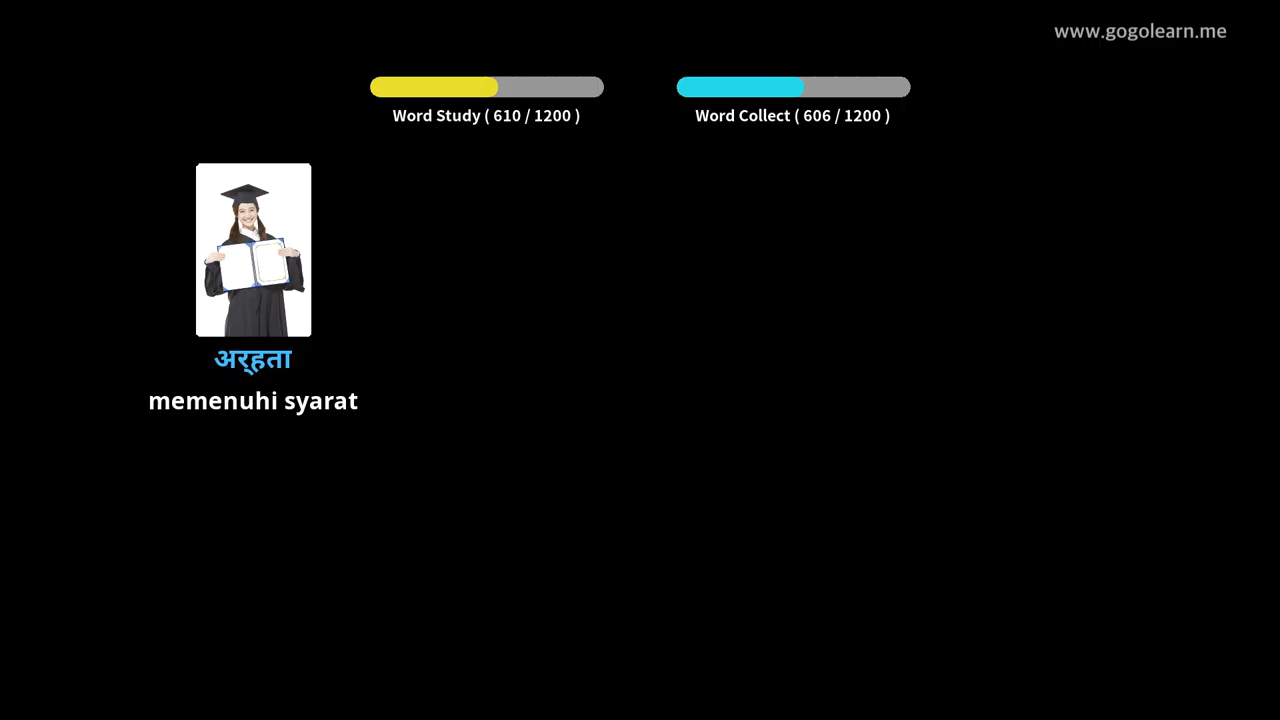 www.gogolearn.me
Word Study ( 610 / 1200 )
Word Collect ( 606 / 1200 )
अर्हता
memenuhi syarat